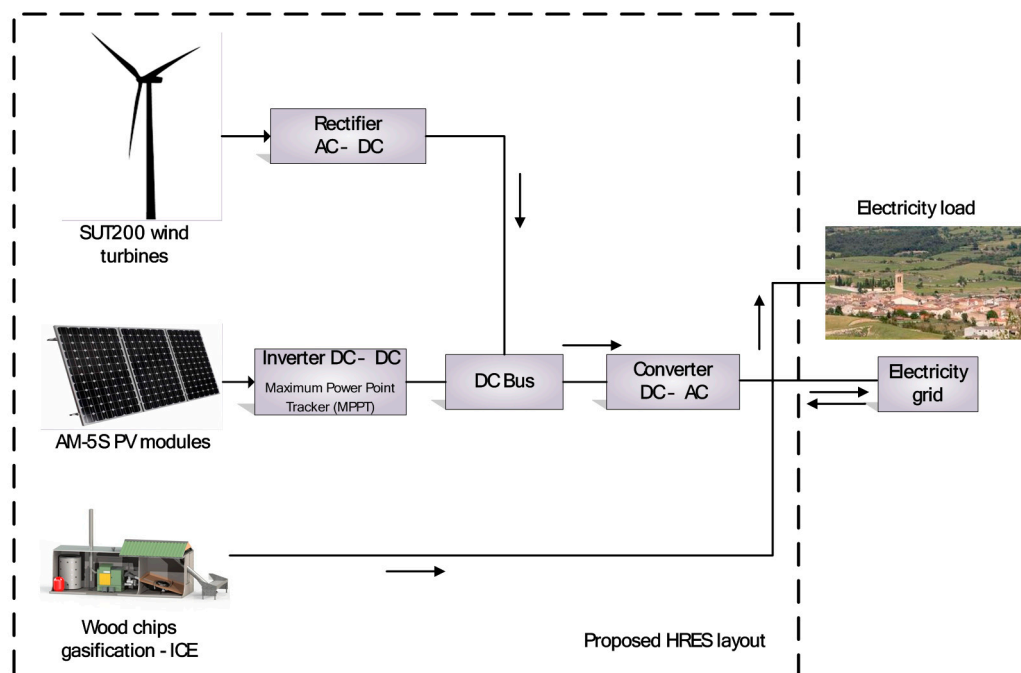 Rectifier
AC- DC
SUT200 wind
turbines
Electricity load
Inverter DC- DC
Maximum Power Point
Tracker (MPPT)
DC Bus
Converter
DC- AC
Electricity
grid
AM-5S PV modules
Wood chips
gasification - ICE
Proposed HRES layout